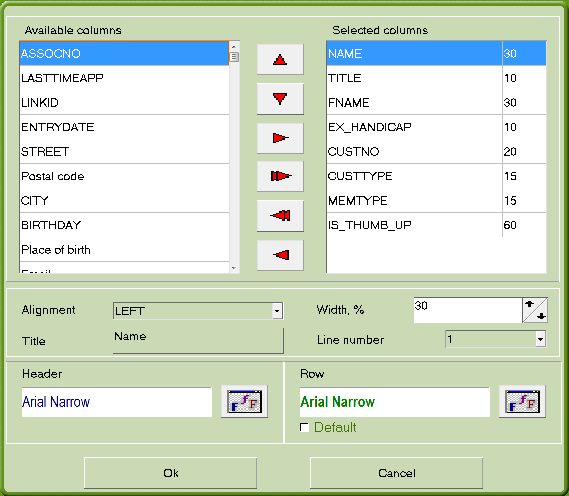 Available columns
ASSOCNO
LASTTIMEAPP
LINKID
ENTRYDATE
STREET
Postal code
CITY
BIRTHDAY
Place of birth
Selected columns
NAME 30
TITLE 10
FNAME 30
EX_HANDICAP 10
CUSTNO 20
CUSTTYPE 15
MEMTYPE 15
IS_THUMB_UP 60
Alignment LEFT Width, % 30
Title Name Line number 1
Header
Arial Narrow
Row
Arial Narrow
Default
Ok Cancel